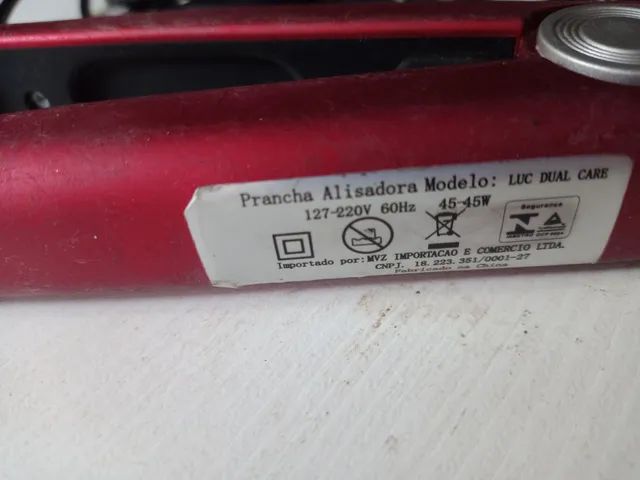 Prancha Alisadora Modelo: LUC DUAL CARE
127-220V 60Hz 45-45W
Segurança
Importado por:MVZ IMPORTACAO E COMERCIO LTDA.
CNPJ. 18.223.351/0001-27
Fabricado na China